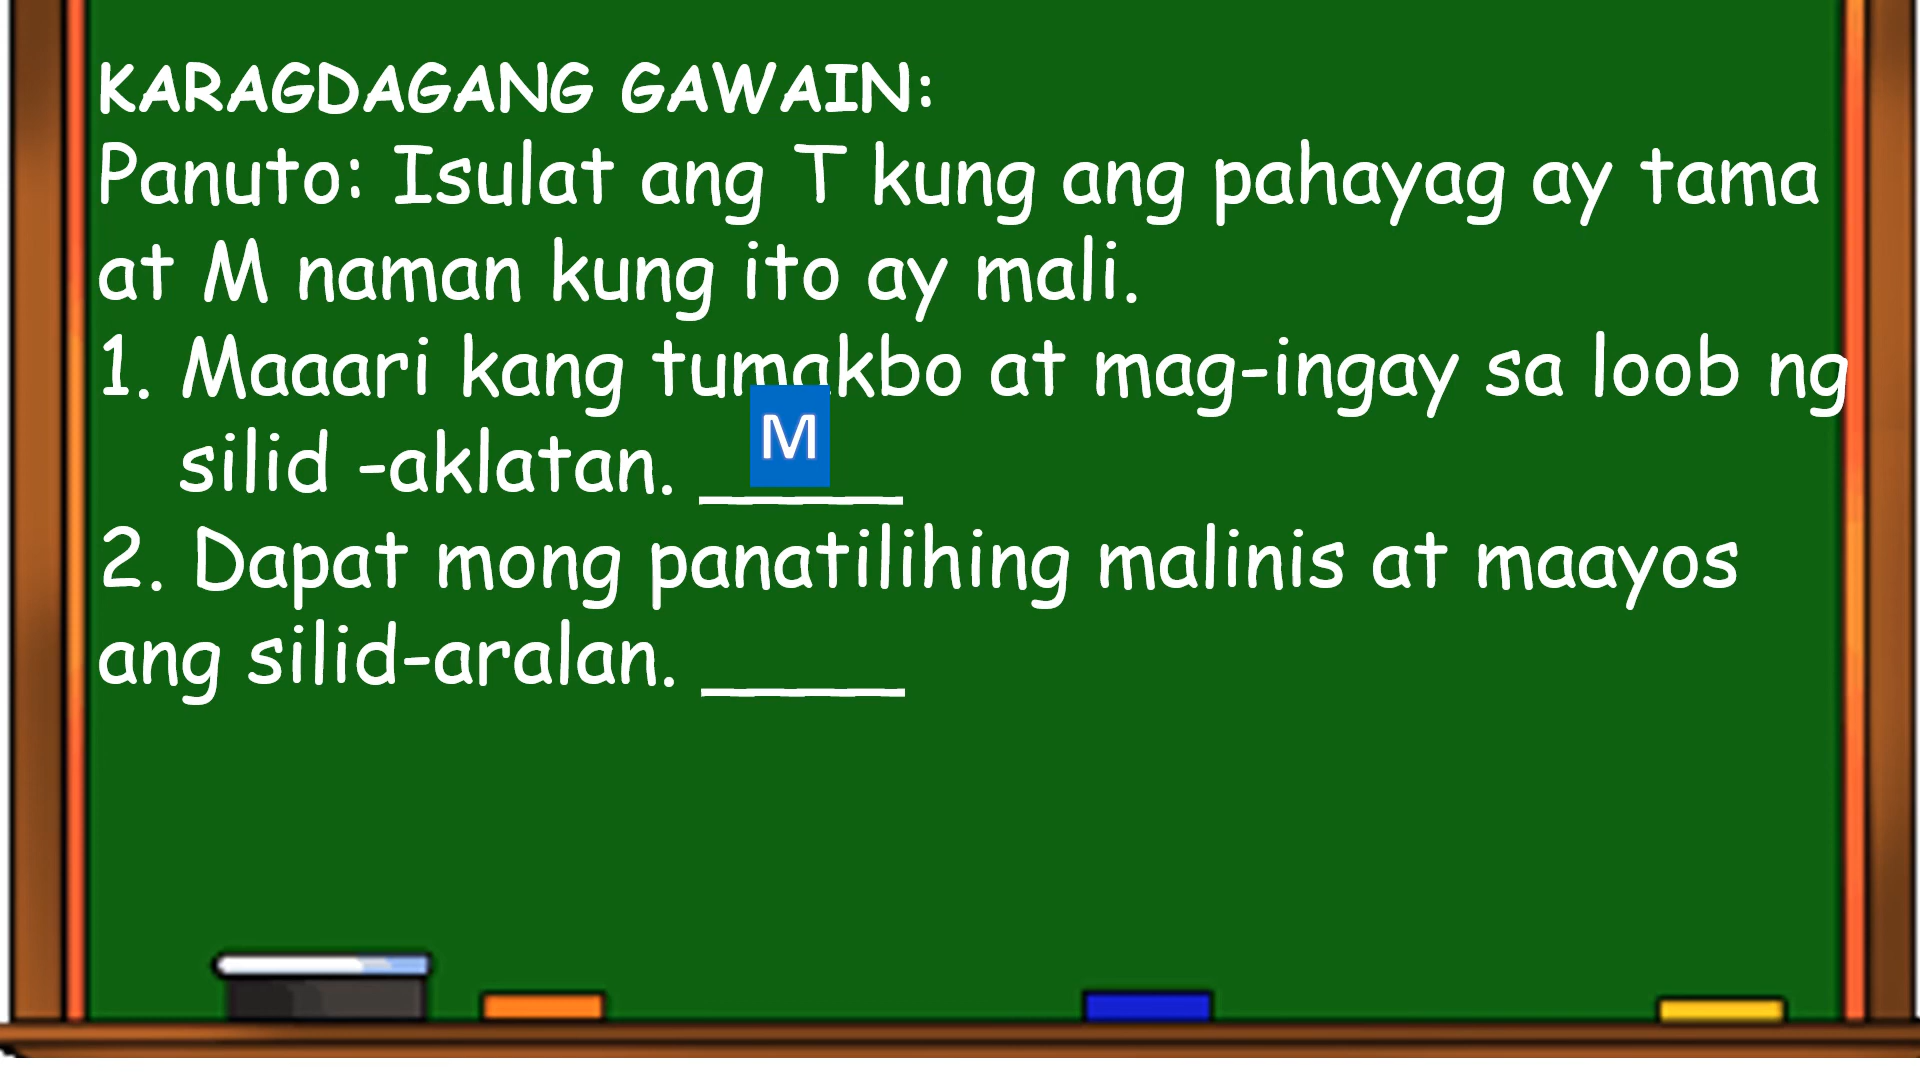 KARAGDAGANG GAWAIN:
Panuto: Isulat ang T kung ang pahayag ay tama
at M naman kung ito ay mali.
1. Maaari kang tumakbo at mag-ingay sa loob ng
silid -aklatan. _____
M
2. Dapat mong panatilihing malinis at maayos
ang silid-aralan. _____